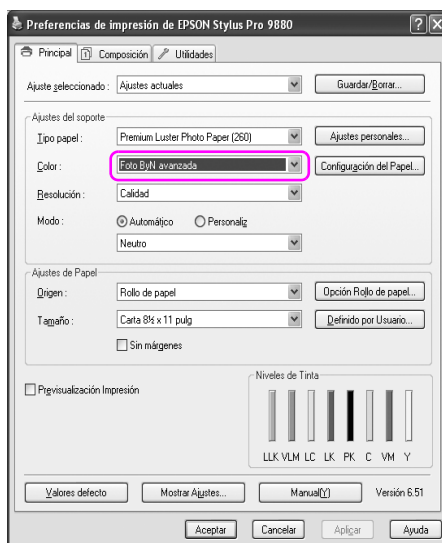 Preferencias de impresión de EPSON Stylus Pro 9880
Principal Composición Utilidades
Ajuste seleccionado : Ajustes actuales Guardar/Borrar...
Ajustes del soporte
Tipo papel : Premium Luster Photo Paper (260) Ajustes personales...
Color : Foto ByN avanzada Configuración del Papel...
Resolución : Calidad
Modo : Automático Personaliz
Neutro
Ajustes de Papel
Origen : Rollo de papel Opción Rollo de papel...
Tamaño : Carta 8½ x 11 pulg Definido por Usuario...
Sin márgenes
Previsualización Impresión
Niveles de Tinta
LLK VLM LC LK PK C VM Y
Valores defecto Mostrar Ajustes... Manual(Y) Versión 6.51
Aceptar Cancelar Aplicar Ayuda